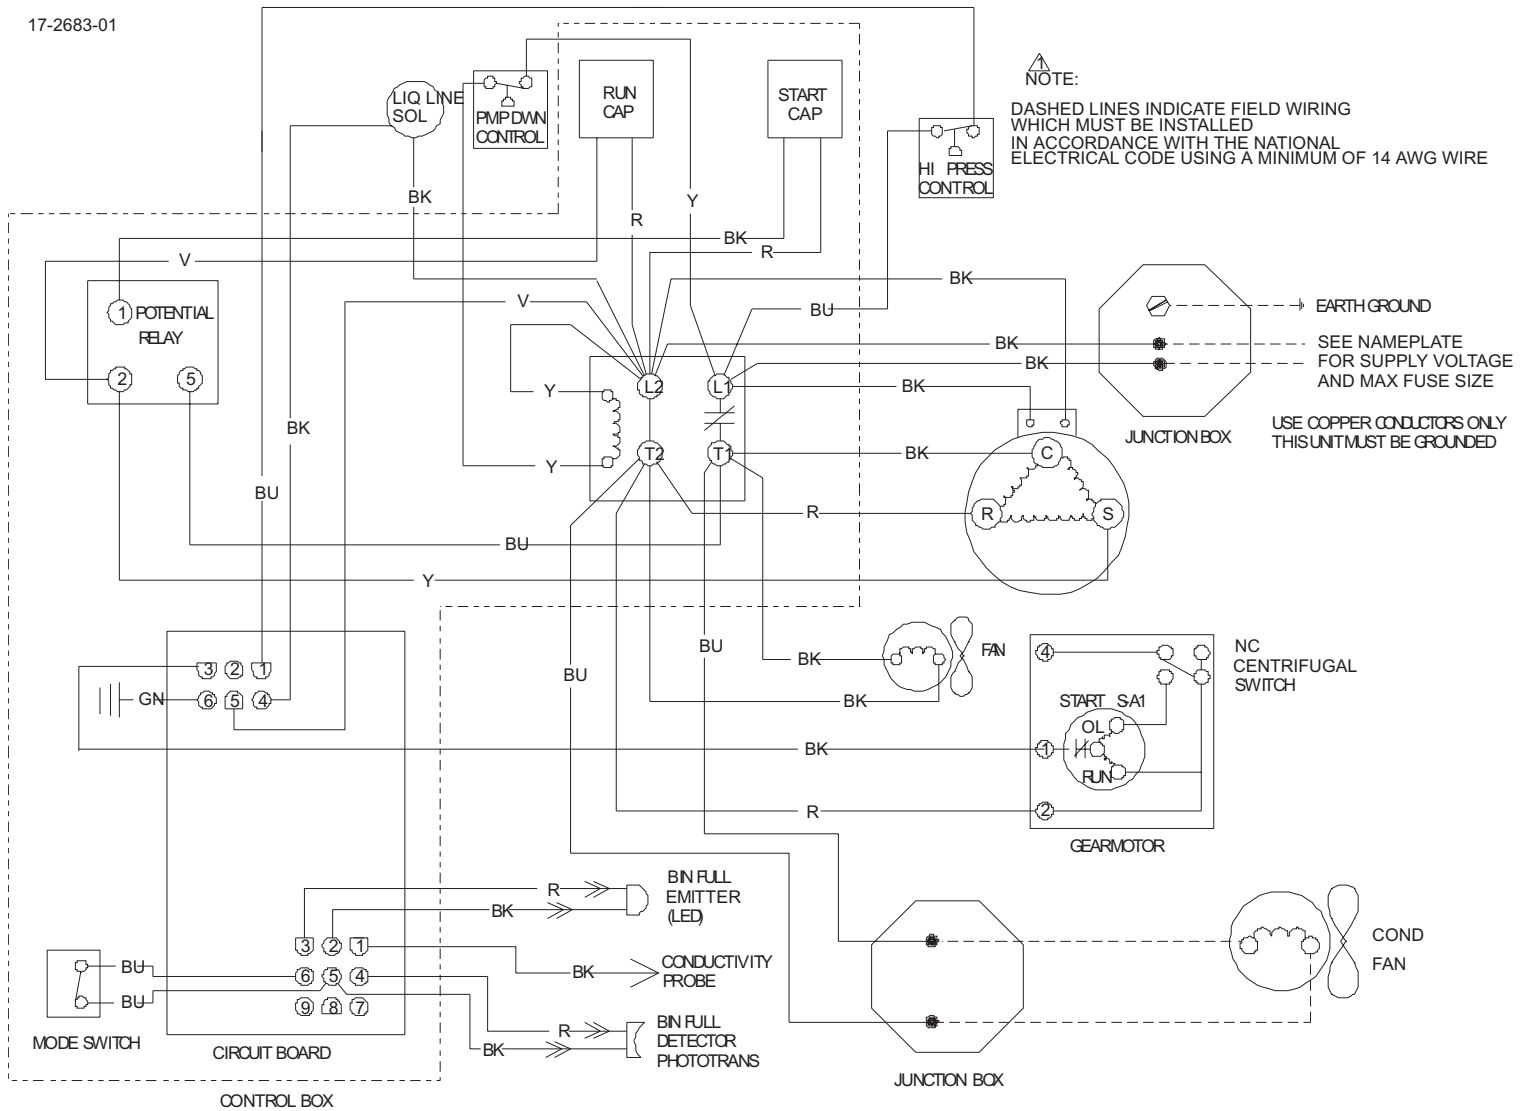 17-2683-01
LIQ LINE
SOL
PMP DWN
CONTROL
RUN
CAP
START
CAP
HI PRESS
CONTROL
1
NOTE:
DASHED LINES INDICATE FIELD WIRING
WHICH MUST BE INSTALLED
IN ACCORDANCE WITH THE NATIONAL
ELECTRICAL CODE USING A MINIMUM OF 14 AWG WIRE
BK
R
Y
BK
R
V
V
BK
BU
BK
BK
BK
1
POTENTIAL
RELAY
2
5
Y
Y
L2
L1
T2
T1
EARTH GROUND
SEE NAMEPLATE
FOR SUPPLY VOLTAGE
AND MAX FUSE SIZE
JUNCTION BOX
USE COPPER CONDUCTORS ONLY
THIS UNIT MUST BE GROUNDED
BK
BU
BK
R
BU
Y
C
R
S
3
2
1
6
5
4
GN
BU
BU
BK
BK
FAN
4
NC
CENTRIFUGAL
SWITCH
START S-A1
OL
1
RUN
2
BK
R
GEARMOTOR
R
BK
BIN FULL
EMITTER
(LED)
3
2
1
6
5
4
9
8
7
BK
CONDUCTIVITY
PROBE
R
BK
BIN FULL
DETECTOR
PHOTOTRANS
BU
BU
MODE SWITCH
CIRCUIT BOARD
CONTROL BOX
COND
FAN
JUNCTION BOX